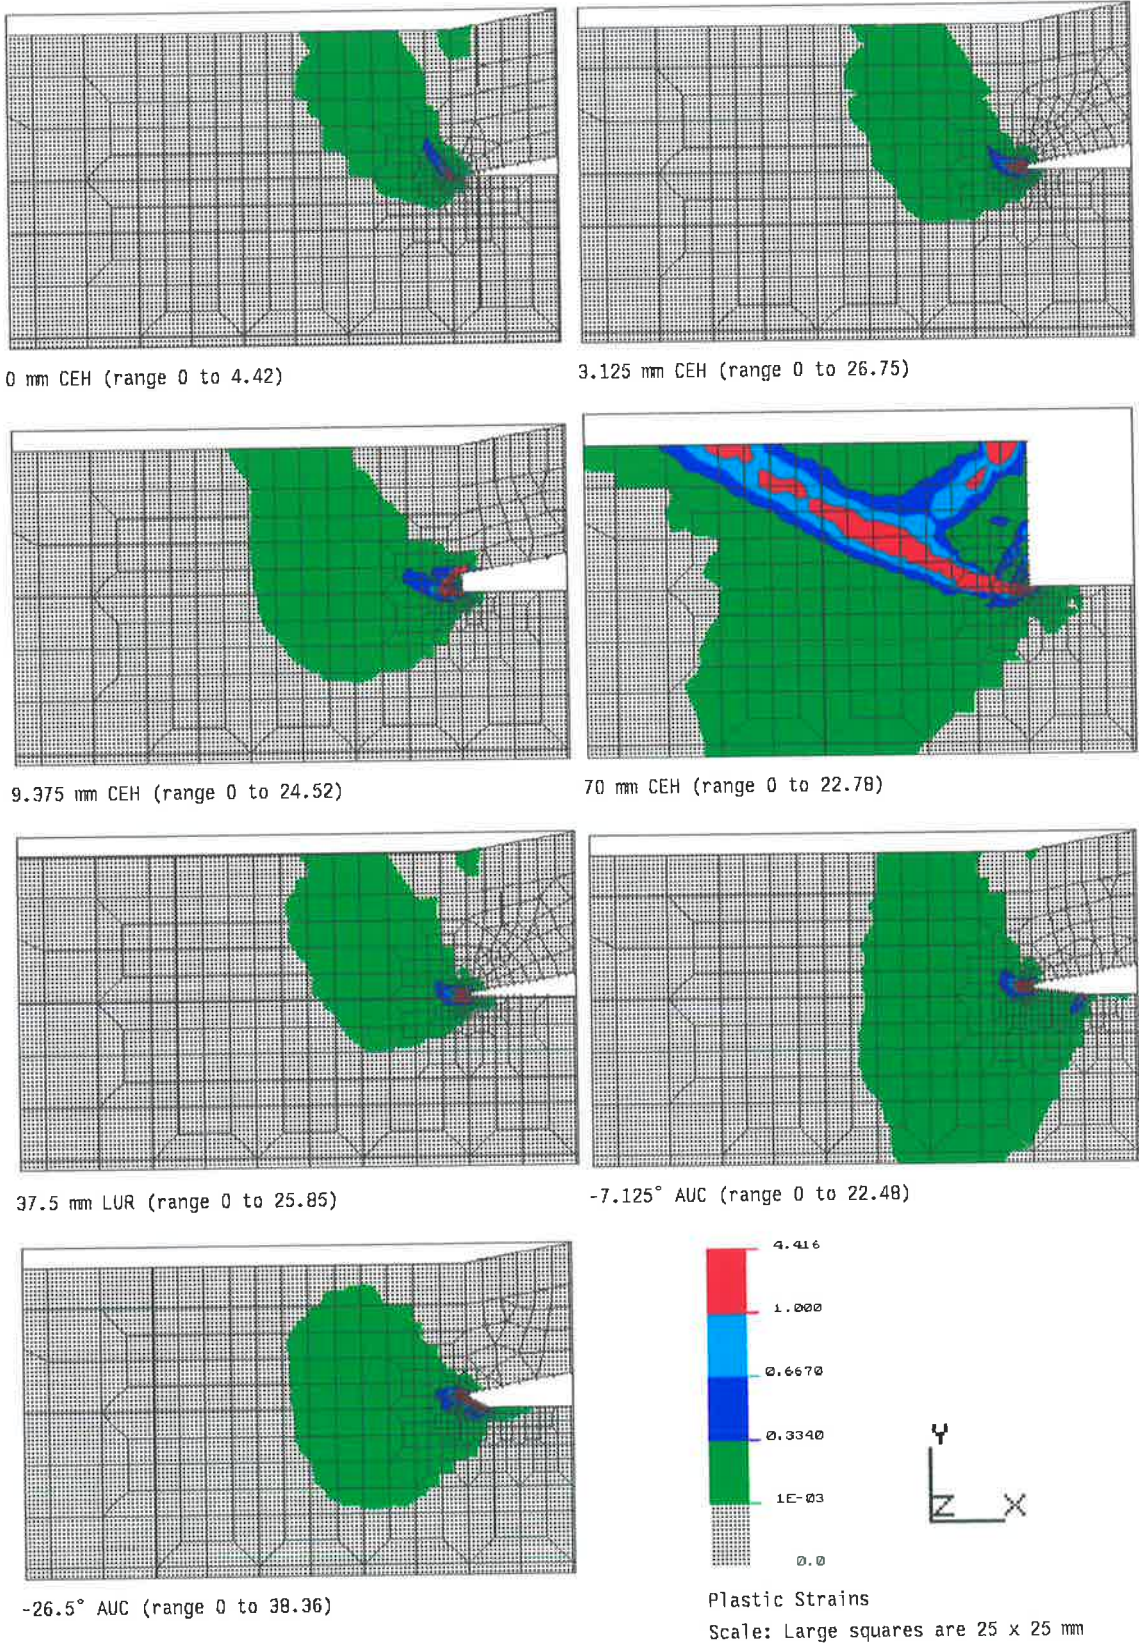 0 mm CEH (range 0 to 4.42)
3.125 mm CEH (range 0 to 26.75)
9.375 mm CEH (range 0 to 24.52)
70 mm CEH (range 0 to 22.78)
37.5 mm LUR (range 0 to 25.85)
-7.125° AUC (range 0 to 22.48)
-26.5° AUC (range 0 to 38.36)
4.416
1.000
0.6670
0.3340
1E-03
0.0
Y
Z X
Plastic Strains
Scale: Large squares are 25 x 25 mm